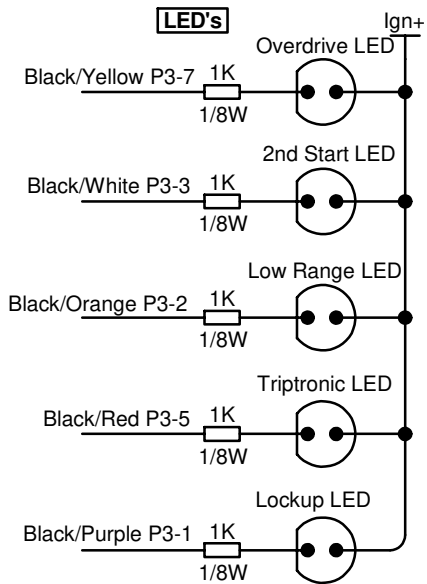 LED's
Ign+
Overdrive LED
Black/Yellow P3-7
1K
1/8W
2nd Start LED
Black/White P3-3
1K
1/8W
Low Range LED
Black/Orange P3-2
1K
1/8W
Triptronic LED
Black/Red P3-5
1K
1/8W
Lockup LED
Black/Purple P3-1
1K
1/8W